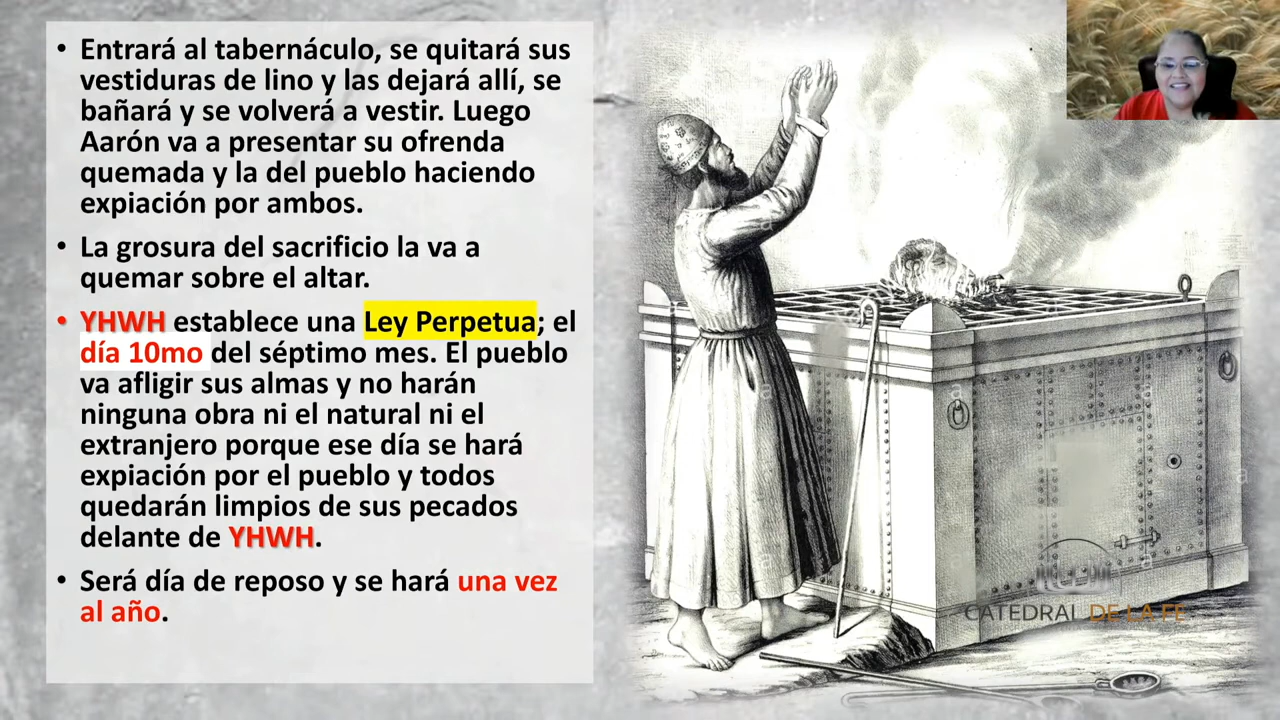 • Entrará al tabernáculo, se quitará sus
vestiduras de lino y las dejará allí, se
bañará y se volverá a vestir. Luego
Aarón va a presentar su ofrenda
quemada y la del pueblo haciendo
expiación por ambos.
• La grosura del sacrificio la va a
quemar sobre el altar.
• YHWH establece una Ley Perpetua; el
día 10mo del séptimo mes. El pueblo
va afligir sus almas y no harán
ninguna obra ni el natural ni el
extranjero porque ese día se hará
expiación por el pueblo y todos
quedarán limpios de sus pecados
delante de YHWH.
• Será día de reposo y se hará una vez
al año.
CATEDRAL DE LA FE